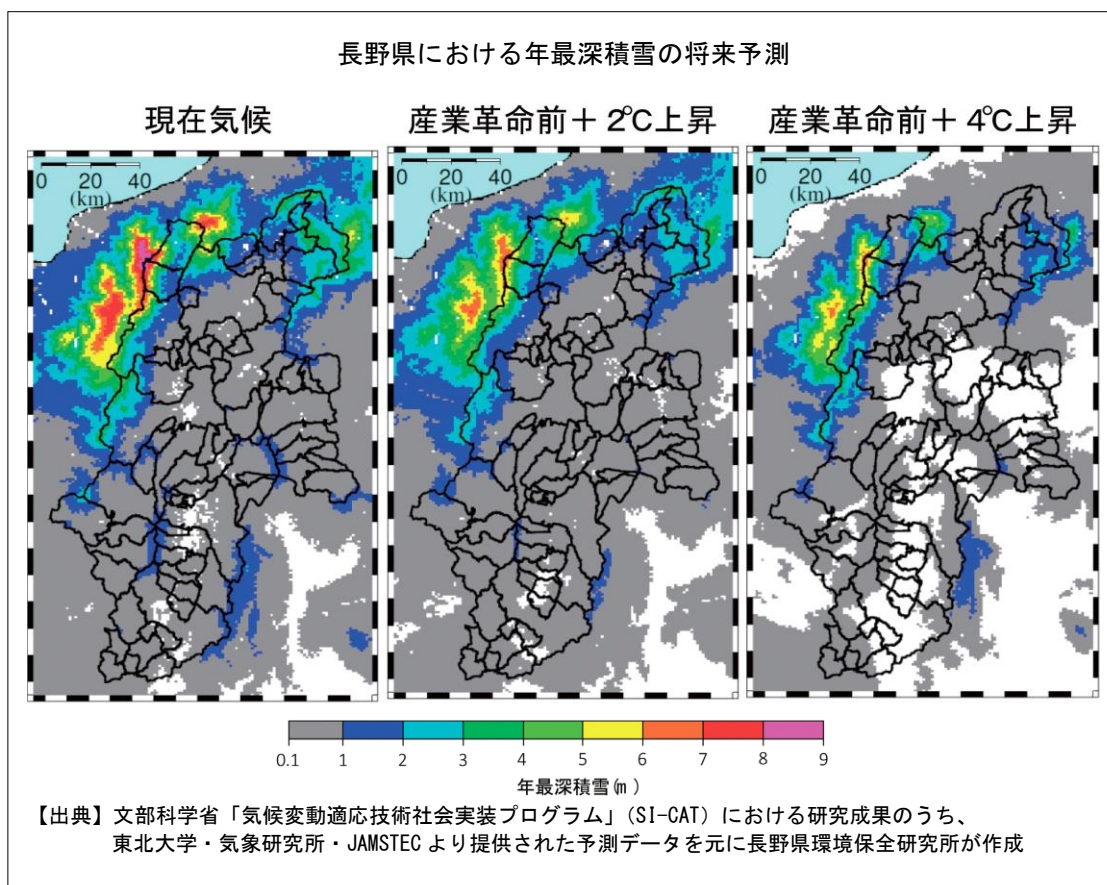 長野県における年最深積雪の将来予測
現在気候
産業革命前＋2℃上昇
産業革命前＋4℃上昇
0 20 40
(km)
0 20 40
(km)
0 20 40
(km)
0.1 1 2 3 4 5 6 7 8 9
年最深積雪(m)
【出典】文部科学省「気候変動適応技術社会実装プログラム」(SI-CAT)における研究成果のうち、
東北大学・気象研究所・JAMSTECより提供された予測データを元に長野県環境保全研究所が作成